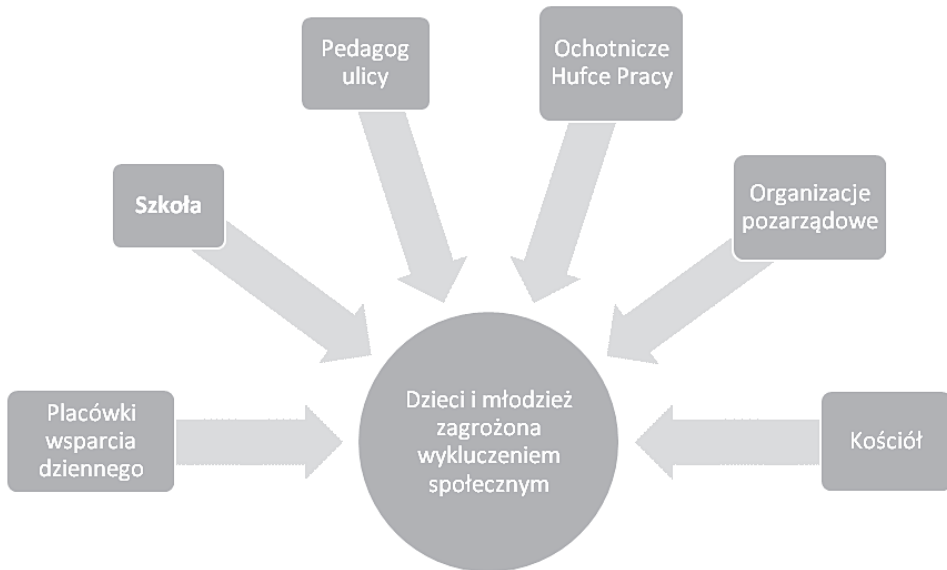 Pedagog
ulicy
Ochotnicze
Hufce Pracy
Szkoła
Organizacje
pozarządowe
Placówki
wsparcia
dziennego
Dzieci i młodzież
zagrożona
wykluczeniem
społecznym
Kościół